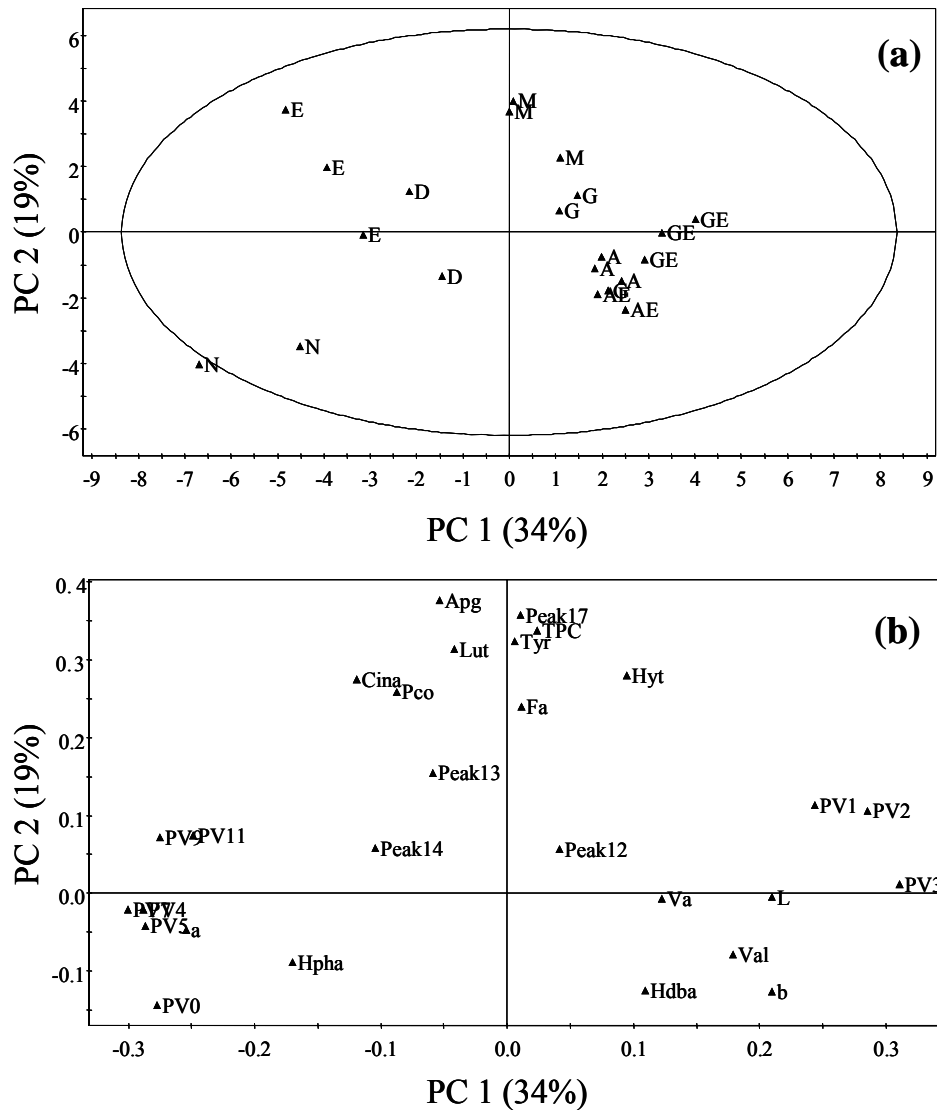 (a)
6
4
2
0
-2
-4
-6
PC 2 (19%)
E
M
M
E
M
D
G
G
GE
E
GE
GE
A
A
D
A
AE
G
AE
N
N
-9 -8 -7 -6 -5 -4 -3 -2 -1 0 1 2 3 4 5 6 7 8 9
PC 1 (34%)
(b)
0.4
0.3
0.2
0.1
0.0
-0.1
PC 2 (19%)
Apg
Peak17
TPC
Tyr
Lut
Cina
Pco
Hyt
Fa
Peak13
PV1
PV2
PV9
PV11
Peak14
Peak12
PV3
Va
L
PV7
PV4
PV5
a
Val
Hpha
Hdba
b
PV0
-0.3 -0.2 -0.1 0.0 0.1 0.2 0.3
PC 1 (34%)